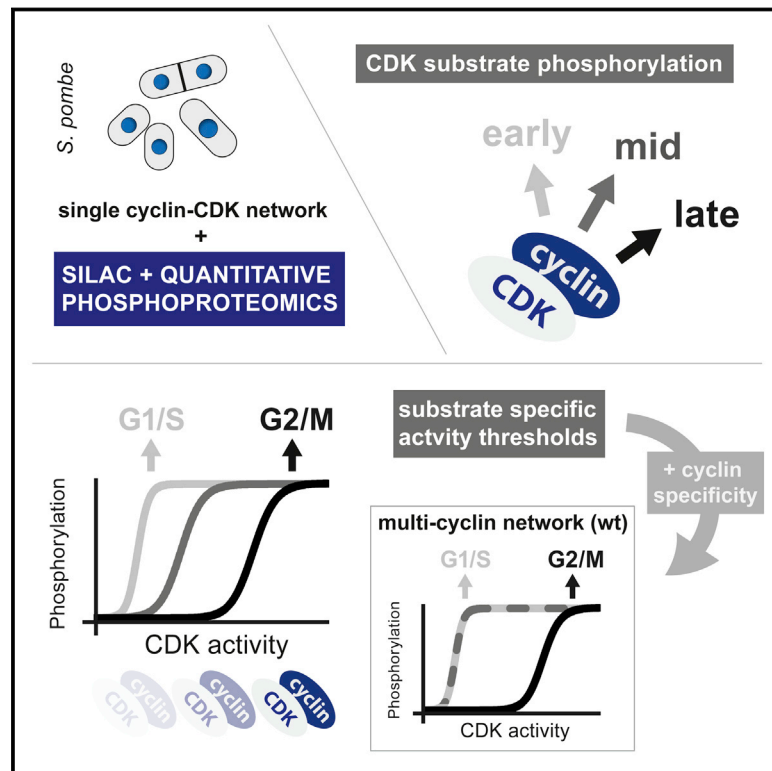 S. pombe
single cyclin-CDK network
+
SILAC + QUANTITATIVE
PHOSPHOPROTEOMICS
CDK substrate phosphorylation
early
mid
late
cyclin
CDK
G1/S
G2/M
Phosphorylation
CDK activity
cyclin
CDK
cyclin
CDK
cyclin
CDK
substrate specific
actvity thresholds
+ cyclin
specificity
multi-cyclin network (wt)
G1/S
G2/M
Phosphorylation
CDK activity